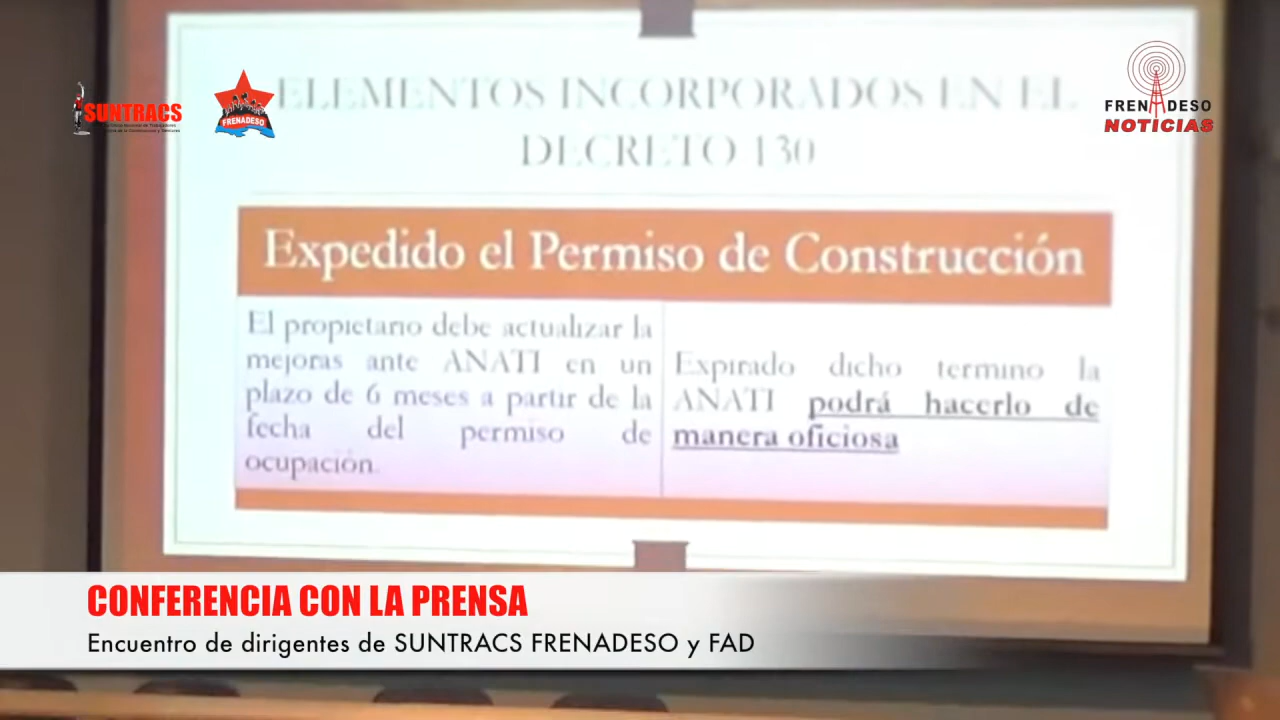 SUNTRACS
FRENADESO
FRENADESO
NOTICIAS
ELEMENTOS INCORPORADOS EN EL
DECRETO 130
Expedido el Permiso de Construcción
El propietario debe actualizar la
mejoras ante ANATI en un
plazo de 6 meses a partir de la
fecha del permiso de
ocupación.
Expirado dicho termino la
ANATI podrá hacerlo de
manera oficiosa
CONFERENCIA CON LA PRENSA
Encuentro de dirigentes de SUNTRACS FRENADESO y FAD